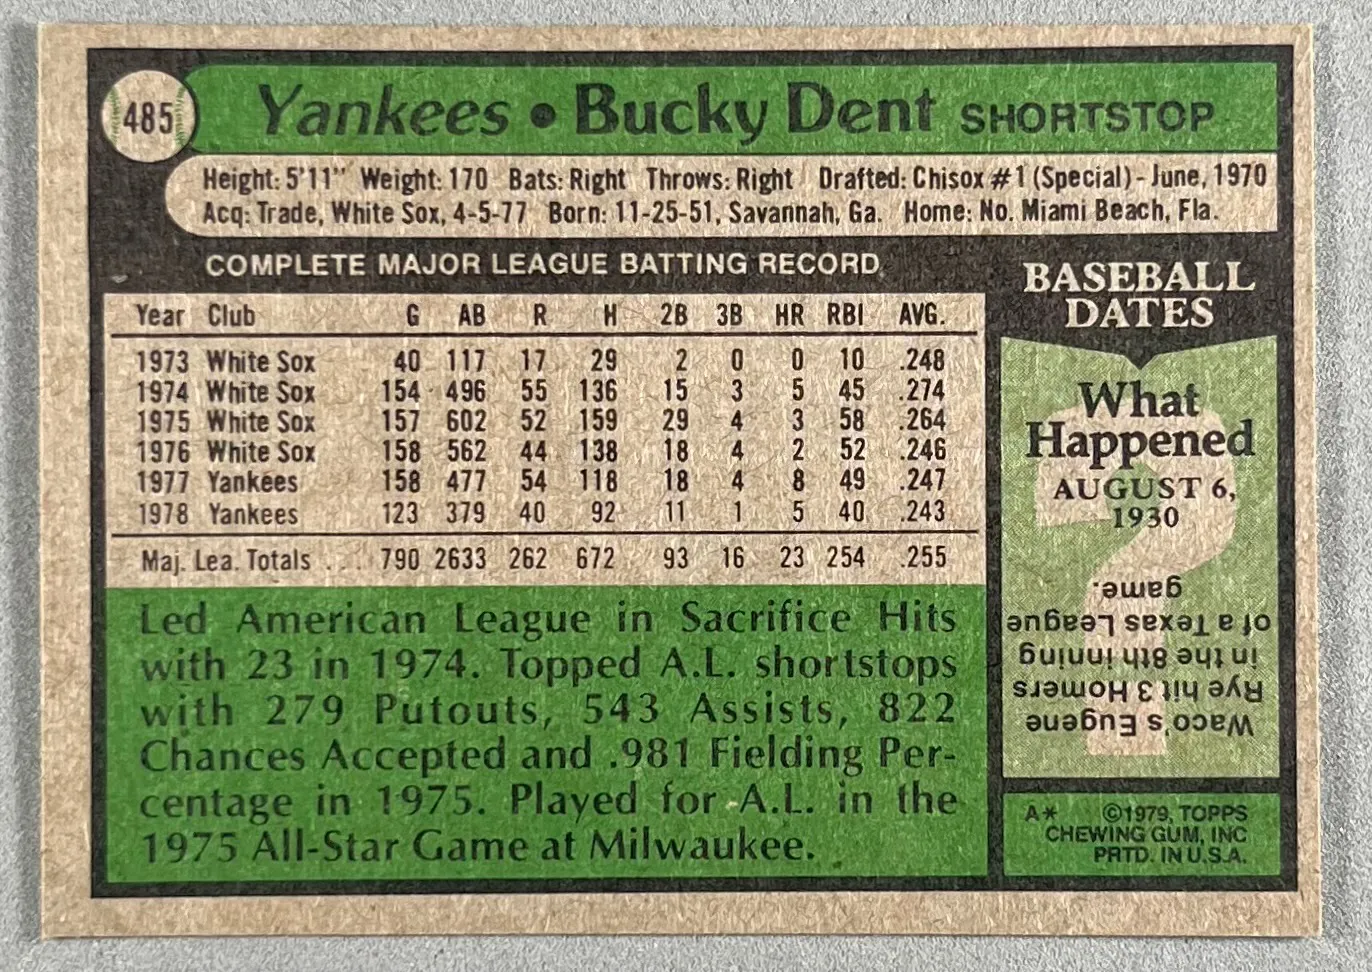 485
Yankees • Bucky Dent SHORTSTOP
Height: 5'11" Weight: 170 Bats: Right Throws: Right Drafted: Chisox #1 (Special) - June, 1970
Acq: Trade, White Sox, 4-5-77 Born: 11-25-51, Savannah, Ga. Home: No. Miami Beach, Fla.
COMPLETE MAJOR LEAGUE BATTING RECORD
Year Club G AB R H 2B 3B HR RBI AVG.
1973 White Sox 40 117 17 29 2 0 0 10 .248
1974 White Sox 154 496 55 136 15 3 5 45 .274
1975 White Sox 157 602 52 159 29 4 3 58 .264
1976 White Sox 158 562 44 138 18 4 2 52 .246
1977 Yankees 158 477 54 118 18 4 8 49 .247
1978 Yankees 123 379 40 92 11 1 5 40 .243
Maj. Lea. Totals . . . 790 2633 262 672 93 16 23 254 .255
Led American League in Sacrifice Hits
with 23 in 1974. Topped A.L. shortstops
with 279 Putouts, 543 Assists, 822
Chances Accepted and .981 Fielding Per-
centage in 1975. Played for A.L. in the
1975 All-Star Game at Milwaukee.
BASEBALL
DATES
What
Happened
AUGUST 6,
1930
Waco's Eugene
Rye hit 3 Homers
in the 8th inning
of a Texas League
game.
A* ©1979, TOPPS
CHEWING GUM, INC
PRTD. IN U.S.A.